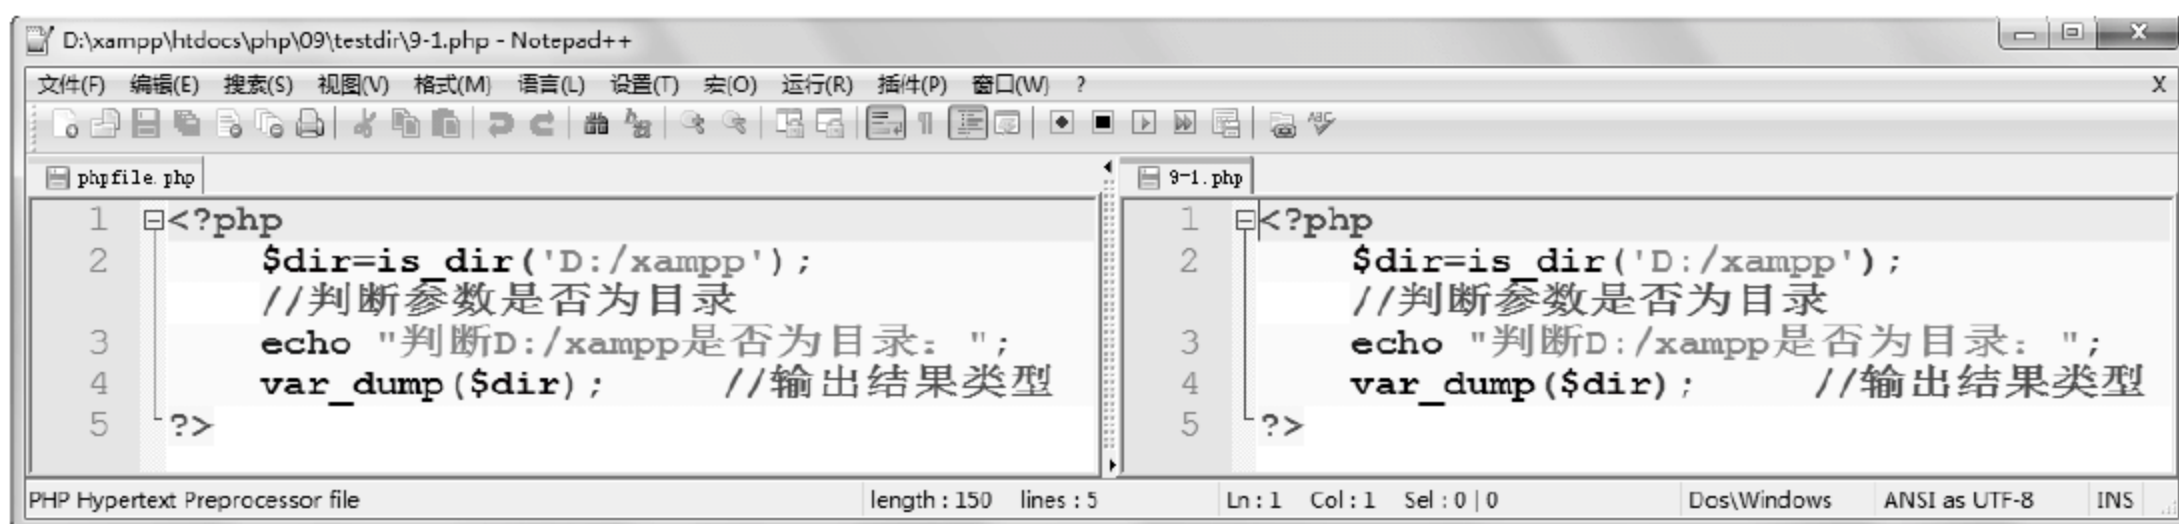 D:\xampp\htdocs\php\09\testdir\9-1.php - Notepad++
文件(F) 编辑(E) 搜索(S) 视图(V) 格式(M) 语言(L) 设置(T) 宏(O) 运行(R) 插件(P) 窗口(W) ? X
phpfile.php
1 <?php
2 $dir=is_dir('D:/xampp');
//判断参数是否为目录
3 echo "判断D:/xampp是否为目录：";
4 var_dump($dir); //输出结果类型
5 ?>
9-1.php
1 <?php
2 $dir=is_dir('D:/xampp');
//判断参数是否为目录
3 echo "判断D:/xampp是否为目录：";
4 var_dump($dir); //输出结果类型
5 ?>
PHP Hypertext Preprocessor file length : 150 lines : 5 Ln : 1 Col : 1 Sel : 0 | 0 Dos\Windows ANSI as UTF-8 INS